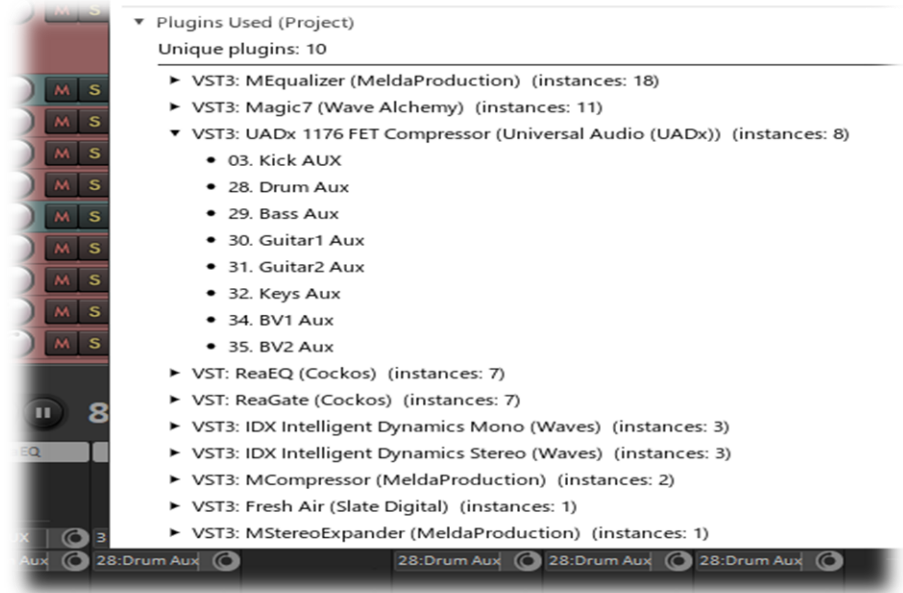 ▼ Plugins Used (Project)
Unique plugins: 10
► VST3: MEqualizer (MeldaProduction) (instances: 18)
► VST3: Magic7 (Wave Alchemy) (instances: 11)
▼ VST3: UADx 1176 FET Compressor (Universal Audio (UADx)) (instances: 8)
• 03. Kick AUX
• 28. Drum Aux
• 29. Bass Aux
• 30. Guitar1 Aux
• 31. Guitar2 Aux
• 32. Keys Aux
• 34. BV1 Aux
• 35. BV2 Aux
► VST: ReaEQ (Cockos) (instances: 7)
► VST: ReaGate (Cockos) (instances: 7)
► VST3: IDX Intelligent Dynamics Mono (Waves) (instances: 3)
► VST3: IDX Intelligent Dynamics Stereo (Waves) (instances: 3)
► VST3: MCompressor (MeldaProduction) (instances: 2)
► VST3: Fresh Air (Slate Digital) (instances: 1)
► VST3: MStereoExpander (MeldaProduction) (instances: 1)
M S
M S
M S
M S
M S
M S
M S
M S
M S
8
EQ
3
Aux 28:Drum Aux 28:Drum Aux 28:Drum Aux 28:Drum Aux